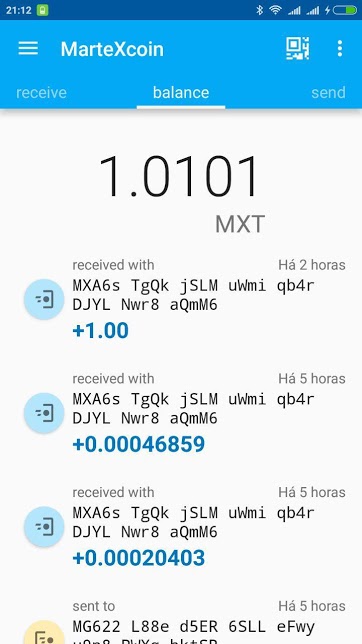 21:12
MarteXcoin
receive balance send
1.0101
MXT
received with Há 2 horas
MXA6s TgQk jSLM uWmi qb4r
DJYL Nwr8 aQmM6
+1.00
received with Há 5 horas
MXA6s TgQk jSLM uWmi qb4r
DJYL Nwr8 aQmM6
+0.00046859
received with Há 5 horas
MXA6s TgQk jSLM uWmi qb4r
DJYL Nwr8 aQmM6
+0.00020403
sent to Há 5 horas
MG622 L88e d5ER 6SLL eFwy